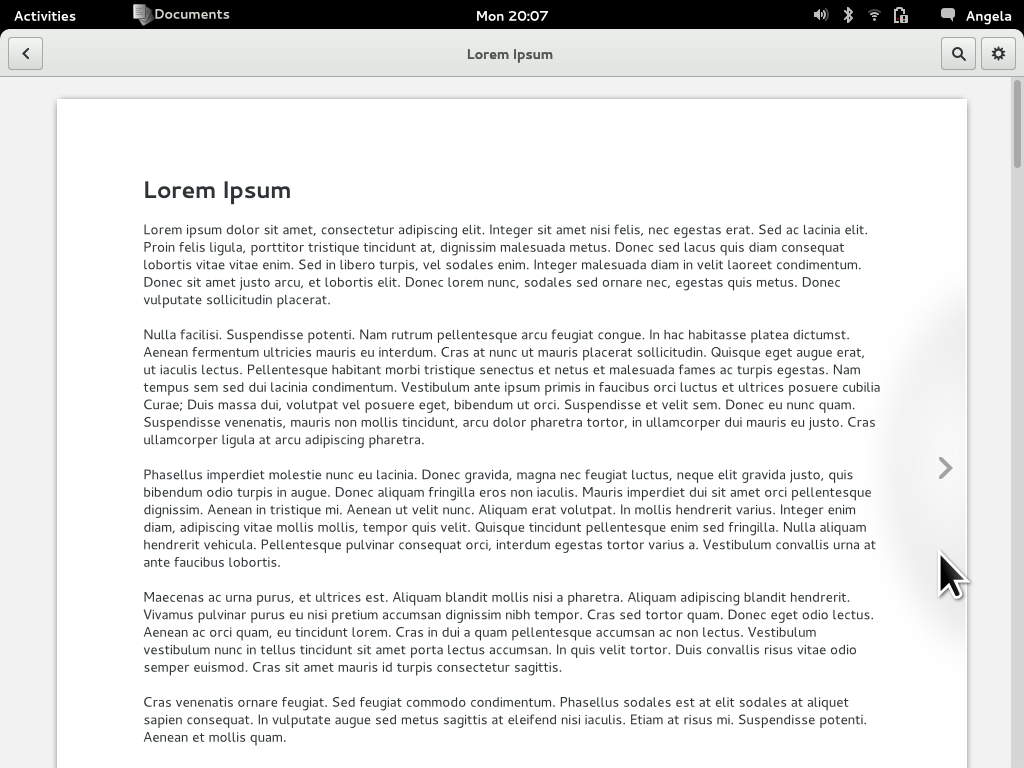 Activities Documents Mon 20:07 Angela
Lorem Ipsum
Lorem Ipsum
Lorem ipsum dolor sit amet, consectetur adipiscing elit. Integer sit amet nisi felis, nec egestas erat. Sed ac lacinia elit.
Proin felis ligula, porttitor tristique tincidunt at, dignissim malesuada metus. Donec sed lacus quis diam consequat
lobortis vitae vitae enim. Sed in libero turpis, vel sodales enim. Integer malesuada diam in velit laoreet condimentum.
Donec sit amet justo arcu, et lobortis elit. Donec lorem nunc, sodales sed ornare nec, egestas quis metus. Donec
vulputate sollicitudin placerat.
Nulla facilisi. Suspendisse potenti. Nam rutrum pellentesque arcu feugiat congue. In hac habitasse platea dictumst.
Aenean fermentum ultricies mauris eu interdum. Cras at nunc ut mauris placerat sollicitudin. Quisque eget augue erat,
ut iaculis lectus. Pellentesque habitant morbi tristique senectus et netus et malesuada fames ac turpis egestas. Nam
tempus sem sed dui lacinia condimentum. Vestibulum ante ipsum primis in faucibus orci luctus et ultrices posuere cubilia
Curae; Duis massa dui, volutpat vel posuere eget, bibendum ut orci. Suspendisse et velit sem. Donec eu nunc quam.
Suspendisse venenatis, mauris non mollis tincidunt, arcu dolor pharetra tortor, in ullamcorper dui mauris eu justo. Cras
ullamcorper ligula at arcu adipiscing pharetra.
Phasellus imperdiet molestie nunc eu lacinia. Donec gravida, magna nec feugiat luctus, neque elit gravida justo, quis
bibendum odio turpis in augue. Donec aliquam fringilla eros non iaculis. Mauris imperdiet dui sit amet orci pellentesque
dignissim. Aenean in tristique mi. Aenean ut velit nunc. Aliquam erat volutpat. In mollis hendrerit varius. Integer enim
diam, adipiscing vitae mollis mollis, tempor quis velit. Quisque tincidunt pellentesque enim sed fringilla. Nulla aliquam
hendrerit vehicula. Pellentesque pulvinar consequat orci, interdum egestas tortor varius a. Vestibulum convallis urna at
ante faucibus lobortis.
Maecenas ac urna purus, et ultrices est. Aliquam blandit mollis nisi a pharetra. Aliquam adipiscing blandit hendrerit.
Vivamus pulvinar purus eu nisi pretium accumsan dignissim nibh tempor. Cras sed tortor quam. Donec eget odio lectus.
Aenean ac orci quam, eu tincidunt lorem. Cras in dui a quam pellentesque accumsan ac non lectus. Vestibulum
vestibulum nunc in tellus tincidunt sit amet porta lectus accumsan. In quis velit tortor. Duis convallis risus vitae odio
semper euismod. Cras sit amet mauris id turpis consectetur sagittis.
Cras venenatis ornare feugiat. Sed feugiat commodo condimentum. Phasellus sodales est at elit sodales at aliquet
sapien consequat. In vulputate augue sed metus sagittis at eleifend nisi iaculis. Etiam at risus mi. Suspendisse potenti.
Aenean et mollis quam.